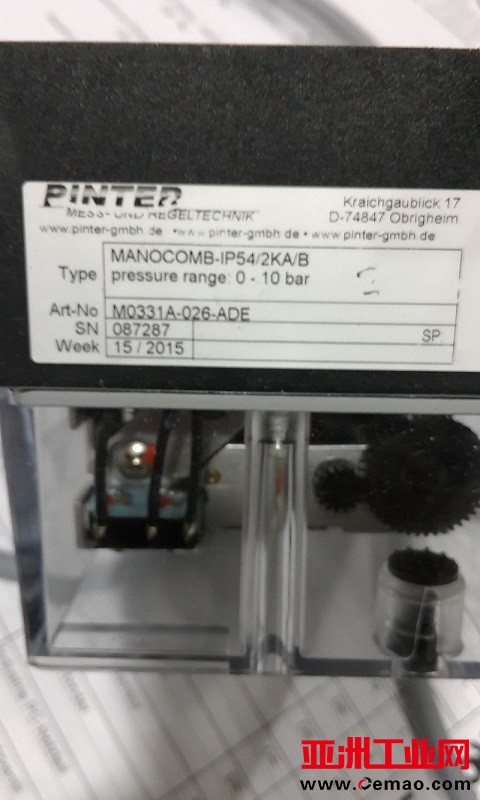 PINTER
MESS- UND REGELTECHNIK
Kraichgaublick 17
D-74847 Obrigheim
www.pinter-gmbh.de • www.pinter-gmbh.de • www.pinter-gmbh.de
Type MANOCOMB-IP54/2KA/B
pressure range: 0 - 10 bar
Art-No M0331A-026-ADE
SN 087287 SP.
Week 15 / 2015
亚洲工业网
www.Cemao.com